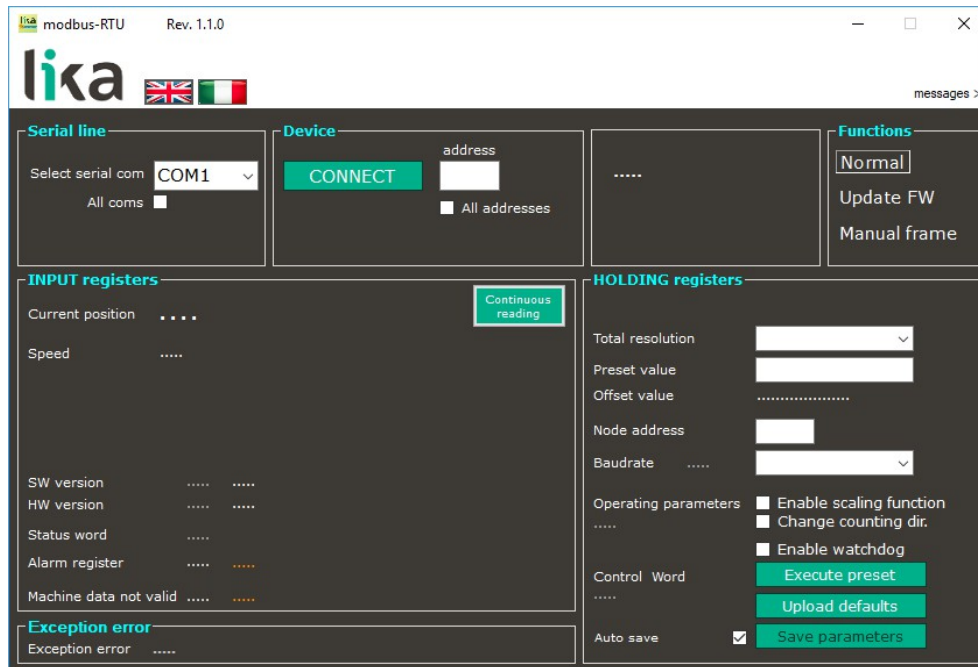 lika modbus-RTU Rev. 1.1.0
lika
messages >
Serial line
Select serial com COM1
All coms
Device
address
CONNECT
All addresses
.....
Functions
Normal
Update FW
Manual frame
INPUT registers
Current position ....
Continuous
reading
Speed .....
SW version ..... .....
HW version ..... .....
Status word .....
Alarm register ..... .....
Machine data not valid ..... .....
Exception error
Exception error .....
HOLDING registers
Total resolution
Preset value
Offset value ....................
Node address
Baudrate .....
Operating parameters Enable scaling function
..... Change counting dir.
Enable watchdog
Control Word Execute preset
.....
Upload defaults
Auto save Save parameters